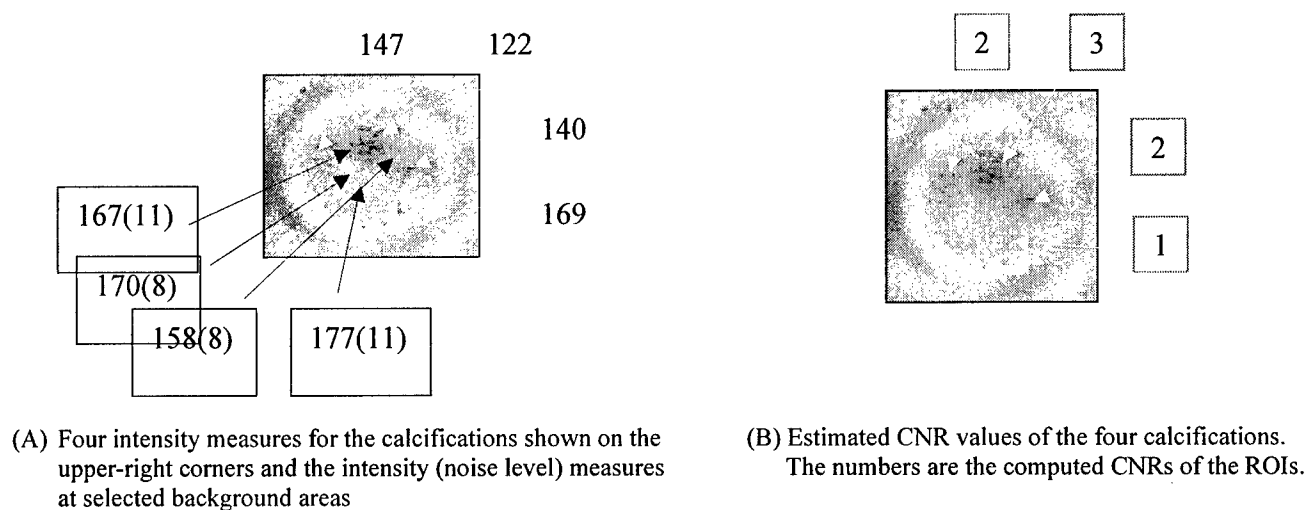 147 122
140
169
167(11)
170(8)
158(8) 177(11)
(A) Four intensity measures for the calcifications shown on the
upper-right corners and the intensity (noise level) measures
at selected background areas
2 3
2
1
(B) Estimated CNR values of the four calcifications.
The numbers are the computed CNRs of the ROIs.